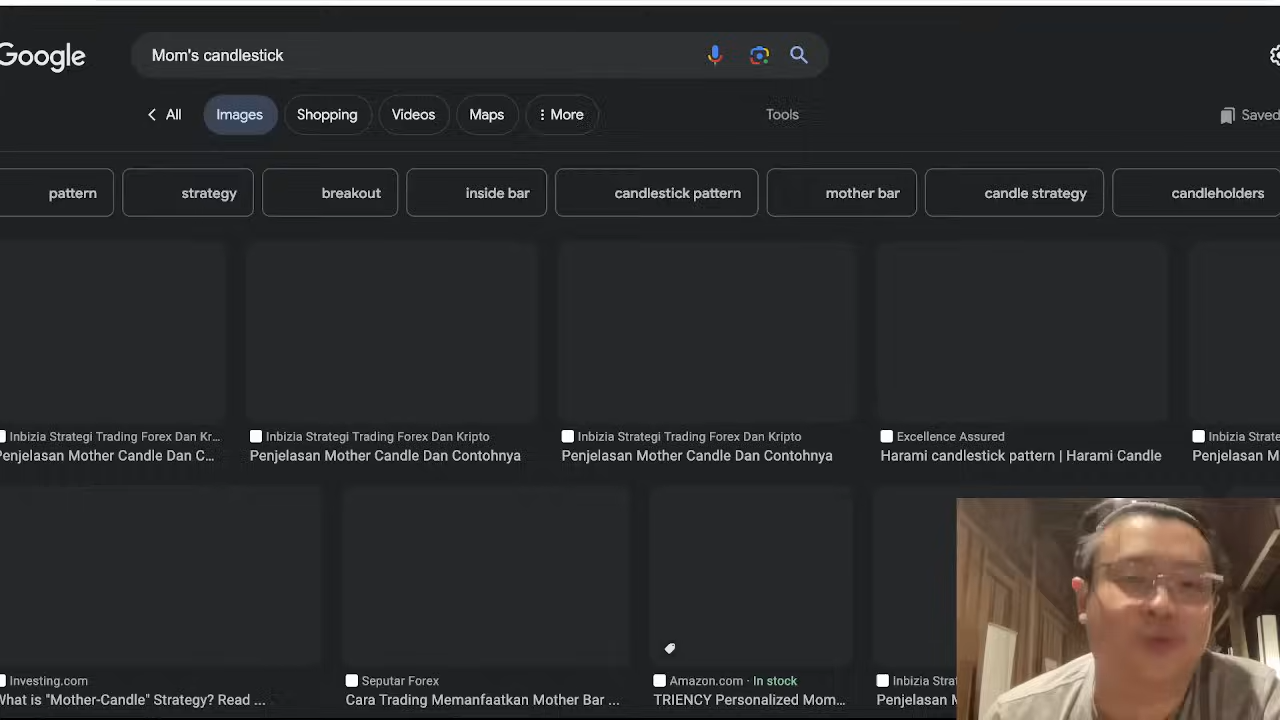 Google
Mom's candlestick
All
Images
Shopping
Videos
Maps
More
Tools
Saved
pattern
strategy
breakout
inside bar
candlestick pattern
mother bar
candle strategy
candleholders
Inbizia Strategi Trading Forex Dan Kr...
Penjelasan Mother Candle Dan C...
Inbizia Strategi Trading Forex Dan Kripto
Penjelasan Mother Candle Dan Contohnya
Inbizia Strategi Trading Forex Dan Kripto
Penjelasan Mother Candle Dan Contohnya
Excellence Assured
Harami candlestick pattern | Harami Candle
Inbizia Strate
Penjelasan M
Investing.com
What is "Mother-Candle" Strategy? Read ...
Seputar Forex
Cara Trading Memanfaatkan Mother Bar ...
Amazon.com · In stock
TRIENCY Personalized Mom...
Inbizia Strat
Penjelasan M